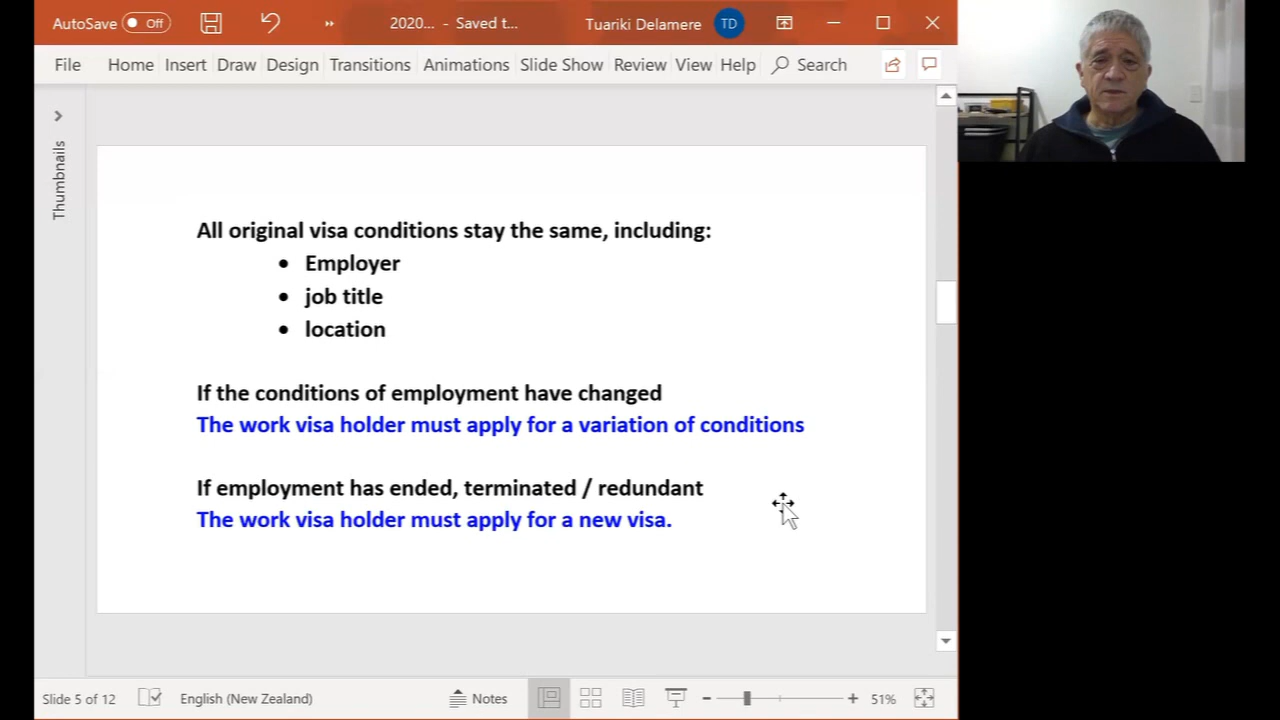 AutoSave Off 2020... - Saved t... Tuariki Delamere TD
File Home Insert Draw Design Transitions Animations Slide Show Review View Help Search
Thumbnails
All original visa conditions stay the same, including:
• Employer
• job title
• location
If the conditions of employment have changed
The work visa holder must apply for a variation of conditions
If employment has ended, terminated / redundant
The work visa holder must apply for a new visa.
Slide 5 of 12 English (New Zealand) Notes 51%